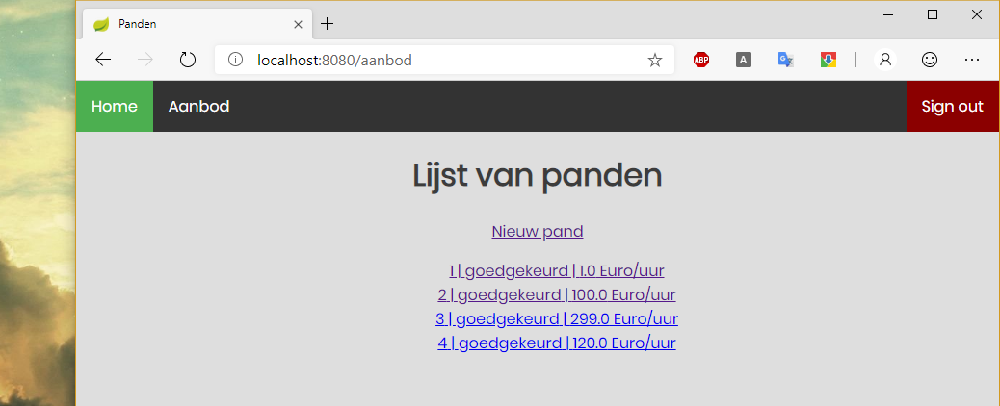 Panden
localhost:8080/aanbod
ABP
A
G
Home
Aanbod
Sign out
Lijst van panden
Nieuw pand
1 | goedgekeurd | 1.0 Euro/uur
2 | goedgekeurd | 100.0 Euro/uur
3 | goedgekeurd | 299.0 Euro/uur
4 | goedgekeurd | 120.0 Euro/uur